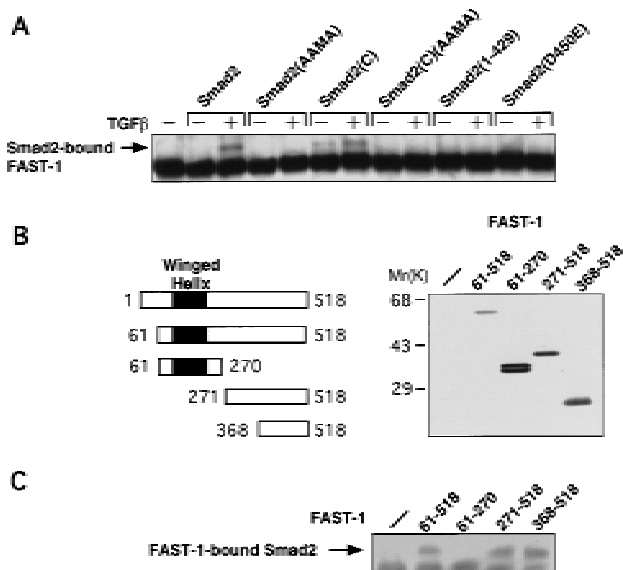 A
Smad2
Smad2(AAMA)
Smad2(C)
Smad2(C)(AAMA)
Smad2(1-429)
Smad2(D450E)
TGFβ
− − + − + − + − + − + − +
Smad2-bound
FAST-1
B
Winged
Helix
1 518
61 518
61 270
271 518
368 518
FAST-1
Mr(K)
61-518
61-270
271-518
368-518
68 −
43 −
29 −
C
FAST-1
61-518
61-270
271-518
368-518
FAST-1-bound Smad2